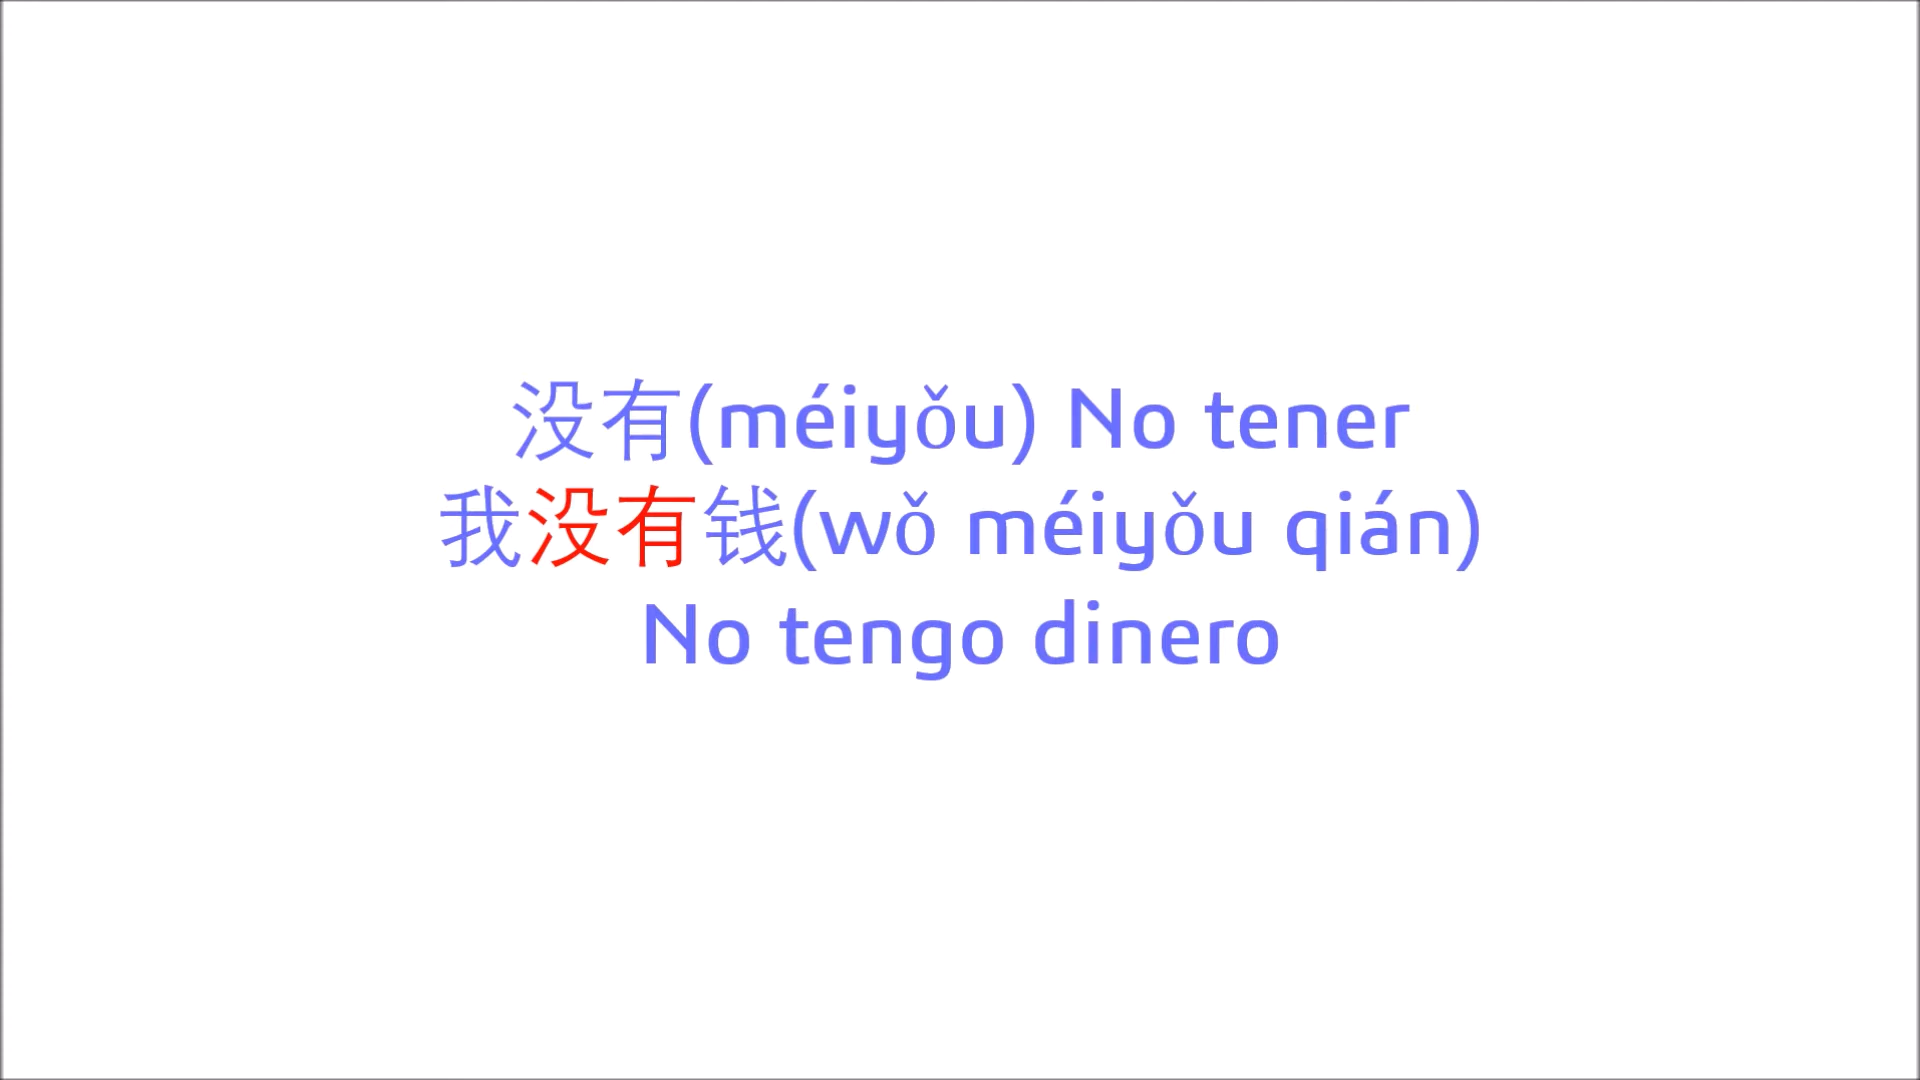 没有(méiyǒu) No tener
我没有钱(wǒ méiyǒu qián)
No tengo dinero